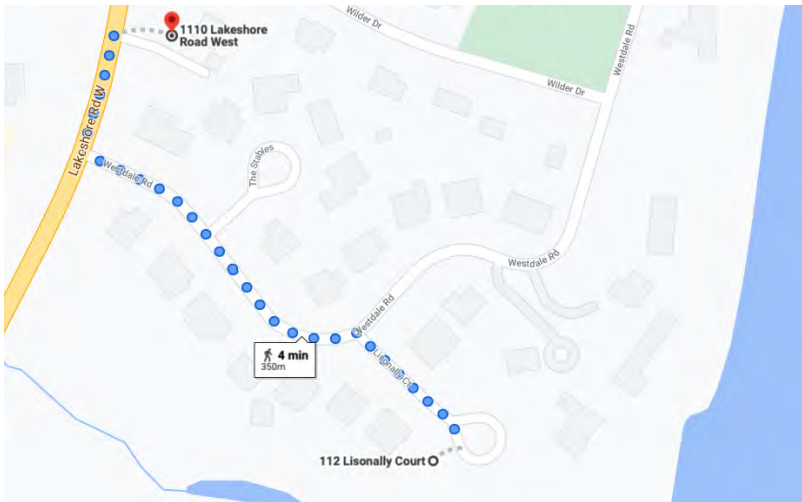 1110 Lakeshore
Road West
Wilder Dr
Westdale Rd
Wilder Dr
Lakeshore Rd W
Westdale Rd
The Stables
Westdale Rd
Westdale Rd
4 min
350m
Lisonally Ct
112 Lisonally Court